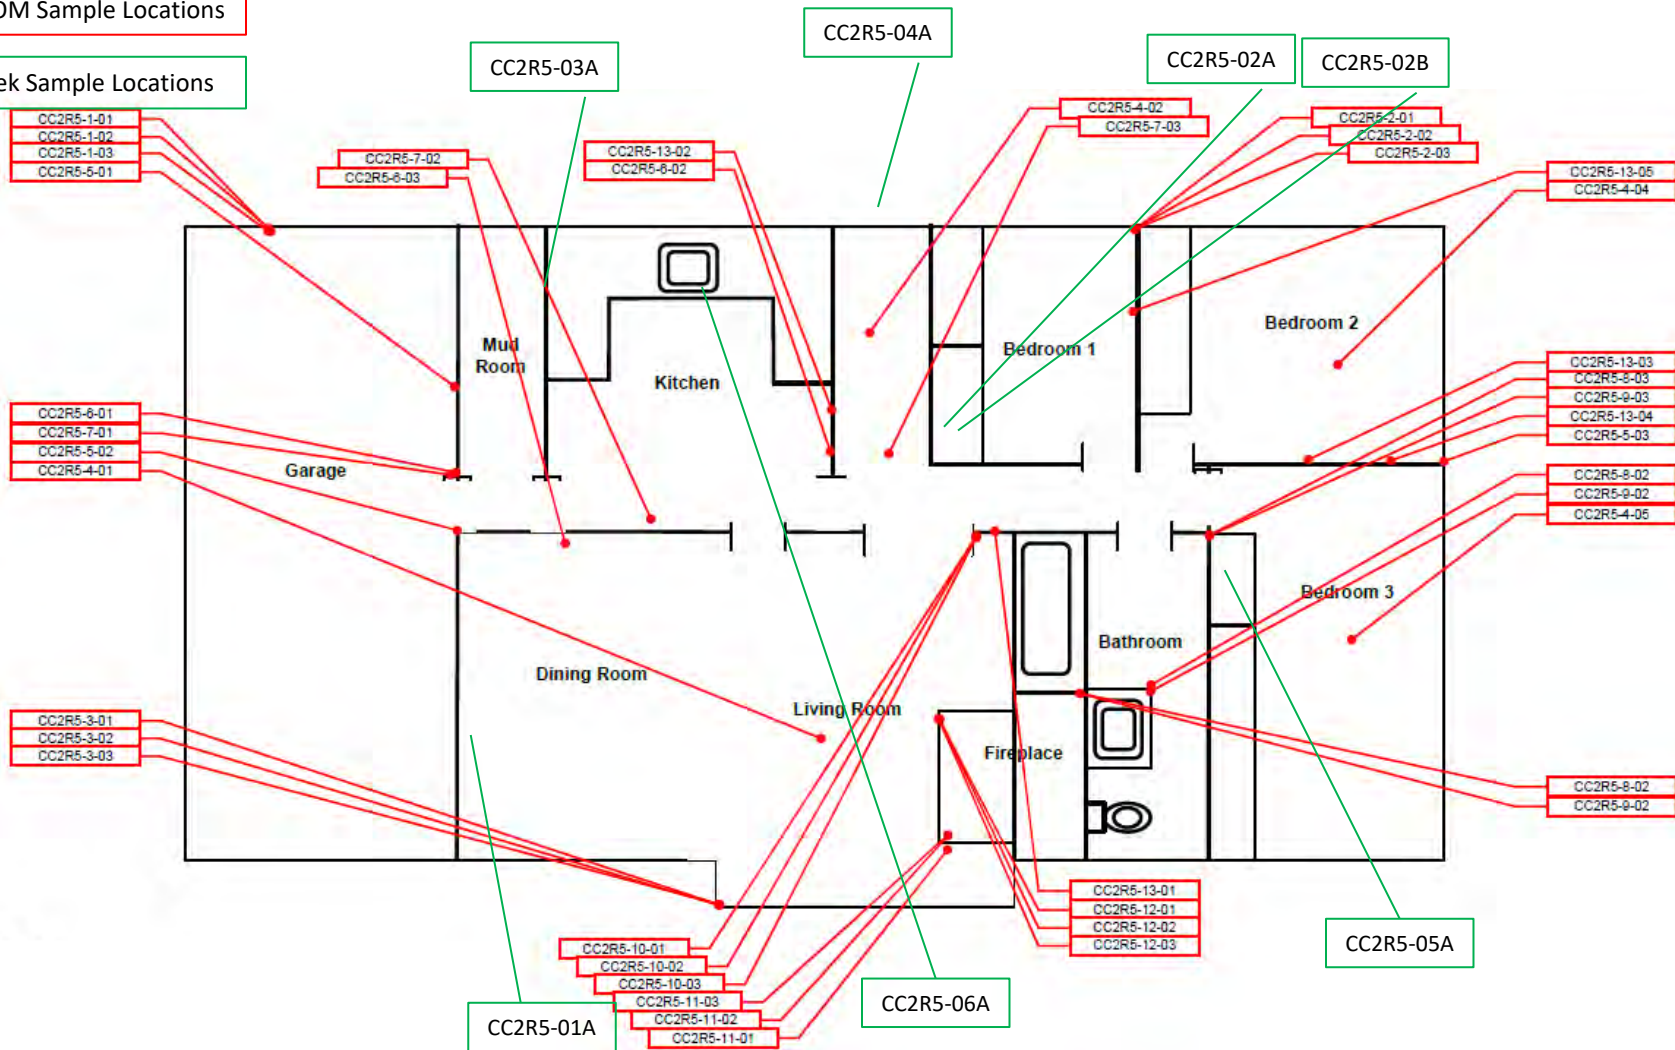 OM Sample Locations
ek Sample Locations
CC2R5-03A
CC2R5-04A
CC2R5-02A
CC2R5-02B
CC2R5-1-01
CC2R5-1-02
CC2R5-1-03
CC2R5-5-01
CC2R5-7-02
CC2R5-6-03
CC2R5-13-02
CC2R5-6-02
CC2R5-4-02
CC2R5-7-03
CC2R5-2-01
CC2R5-2-02
CC2R5-2-03
CC2R5-13-05
CC2R5-4-04
Mud
Room
Kitchen
Bedroom 1
Bedroom 2
CC2R5-13-03
CC2R5-8-03
CC2R5-9-03
CC2R5-13-04
CC2R5-5-03
CC2R5-6-01
CC2R5-7-01
CC2R5-5-02
CC2R5-4-01
Garage
CC2R5-8-02
CC2R5-9-02
CC2R5-4-05
Bedroom 3
Bathroom
Dining Room
Living Room
Fireplace
CC2R5-3-01
CC2R5-3-02
CC2R5-3-03
CC2R5-8-02
CC2R5-9-02
CC2R5-13-01
CC2R5-12-01
CC2R5-12-02
CC2R5-12-03
CC2R5-10-01
CC2R5-10-02
CC2R5-10-03
CC2R5-11-03
CC2R5-11-02
CC2R5-11-01
CC2R5-01A
CC2R5-06A
CC2R5-05A